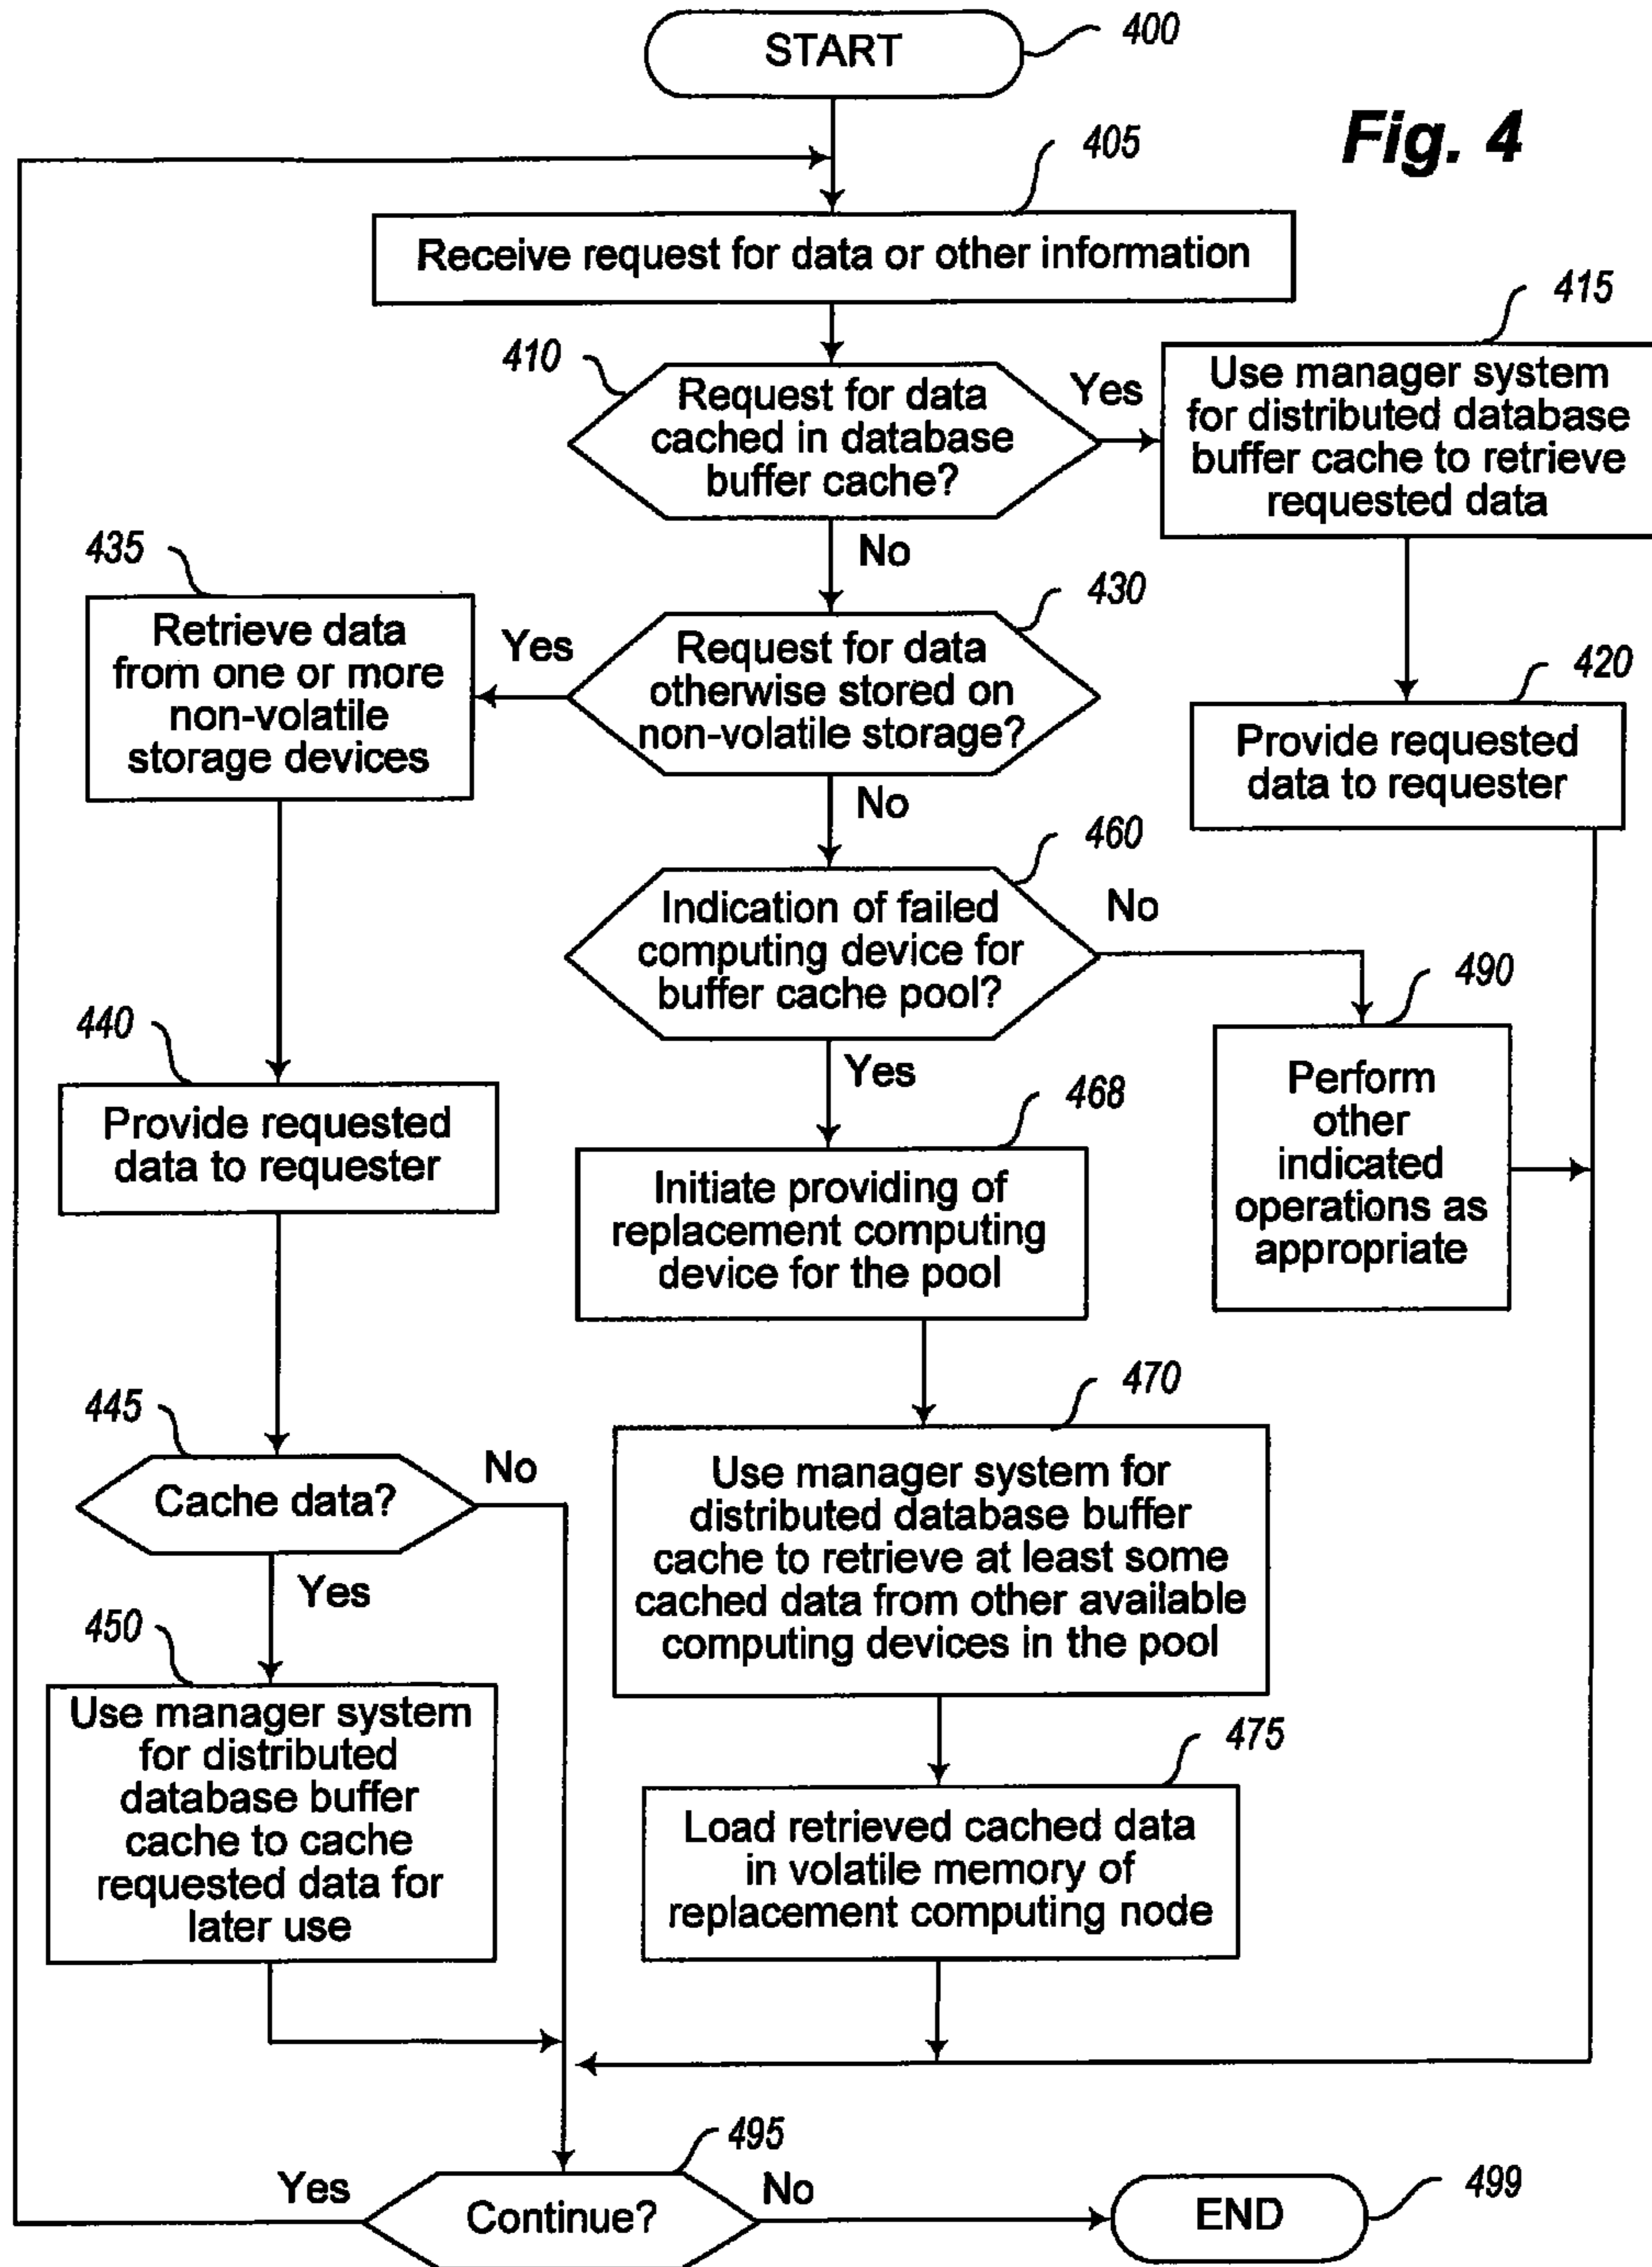 START
400
Fig. 4
405
Receive request for data or other information
410
Request for data
cached in database
buffer cache?
Yes
No
415
Use manager system
for distributed database
buffer cache to retrieve
requested data
420
Provide requested
data to requester
430
Request for data
otherwise stored on
non-volatile storage?
Yes
No
435
Retrieve data
from one or more
non-volatile
storage devices
440
Provide requested
data to requester
445
Cache data?
No
Yes
450
Use manager system
for distributed
database buffer
cache to cache
requested data for
later use
460
Indication of failed
computing device for
buffer cache pool?
No
Yes
490
Perform
other
indicated
operations as
appropriate
468
Initiate providing of
replacement computing
device for the pool
470
Use manager system for
distributed database buffer
cache to retrieve at least some
cached data from other available
computing devices in the pool
475
Load retrieved cached data
in volatile memory of
replacement computing node
495
Continue?
Yes
No
END
499